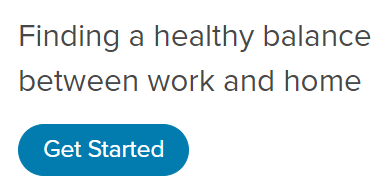 Finding a healthy balance
between work and home
Get Started